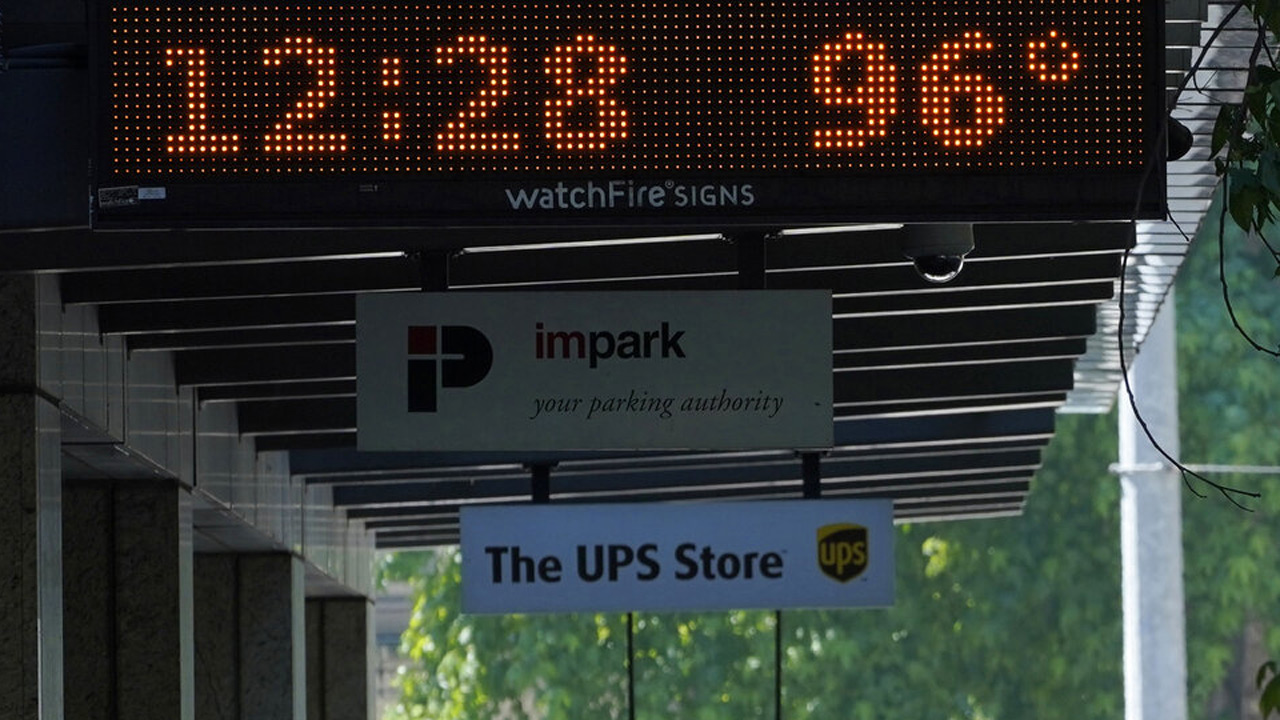 12:28 96°
watchFire® SIGNS
impark
your parking authority
The UPS Store
ups